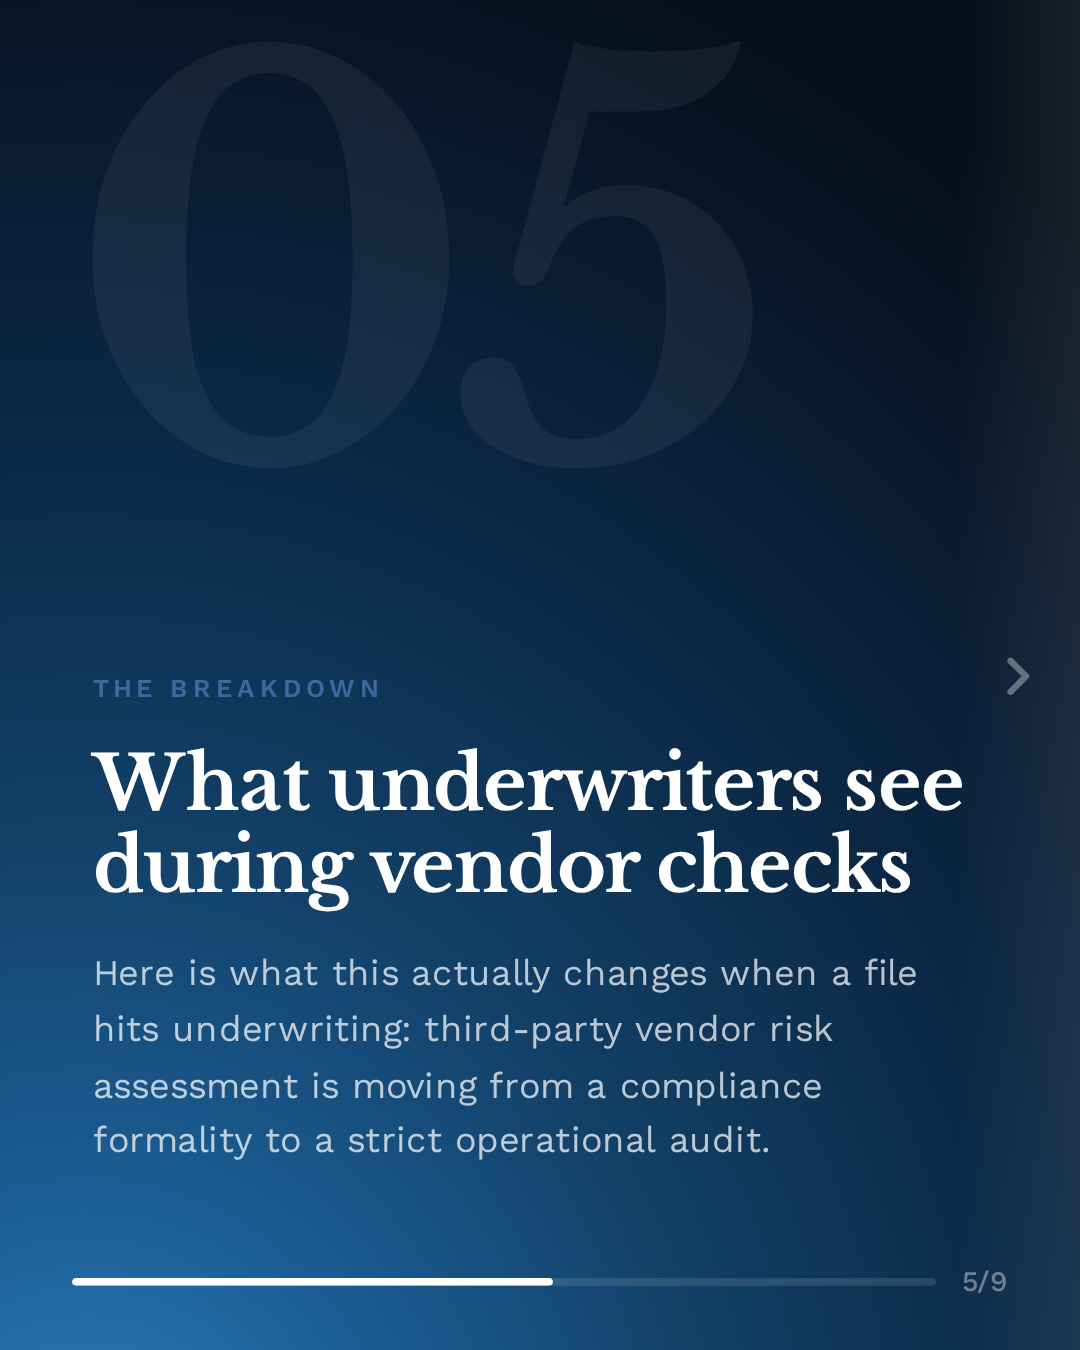 05
THE BREAKDOWN
What underwriters see
during vendor checks
Here is what this actually changes when a file
hits underwriting: third-party vendor risk
assessment is moving from a compliance
formality to a strict operational audit.
5/9